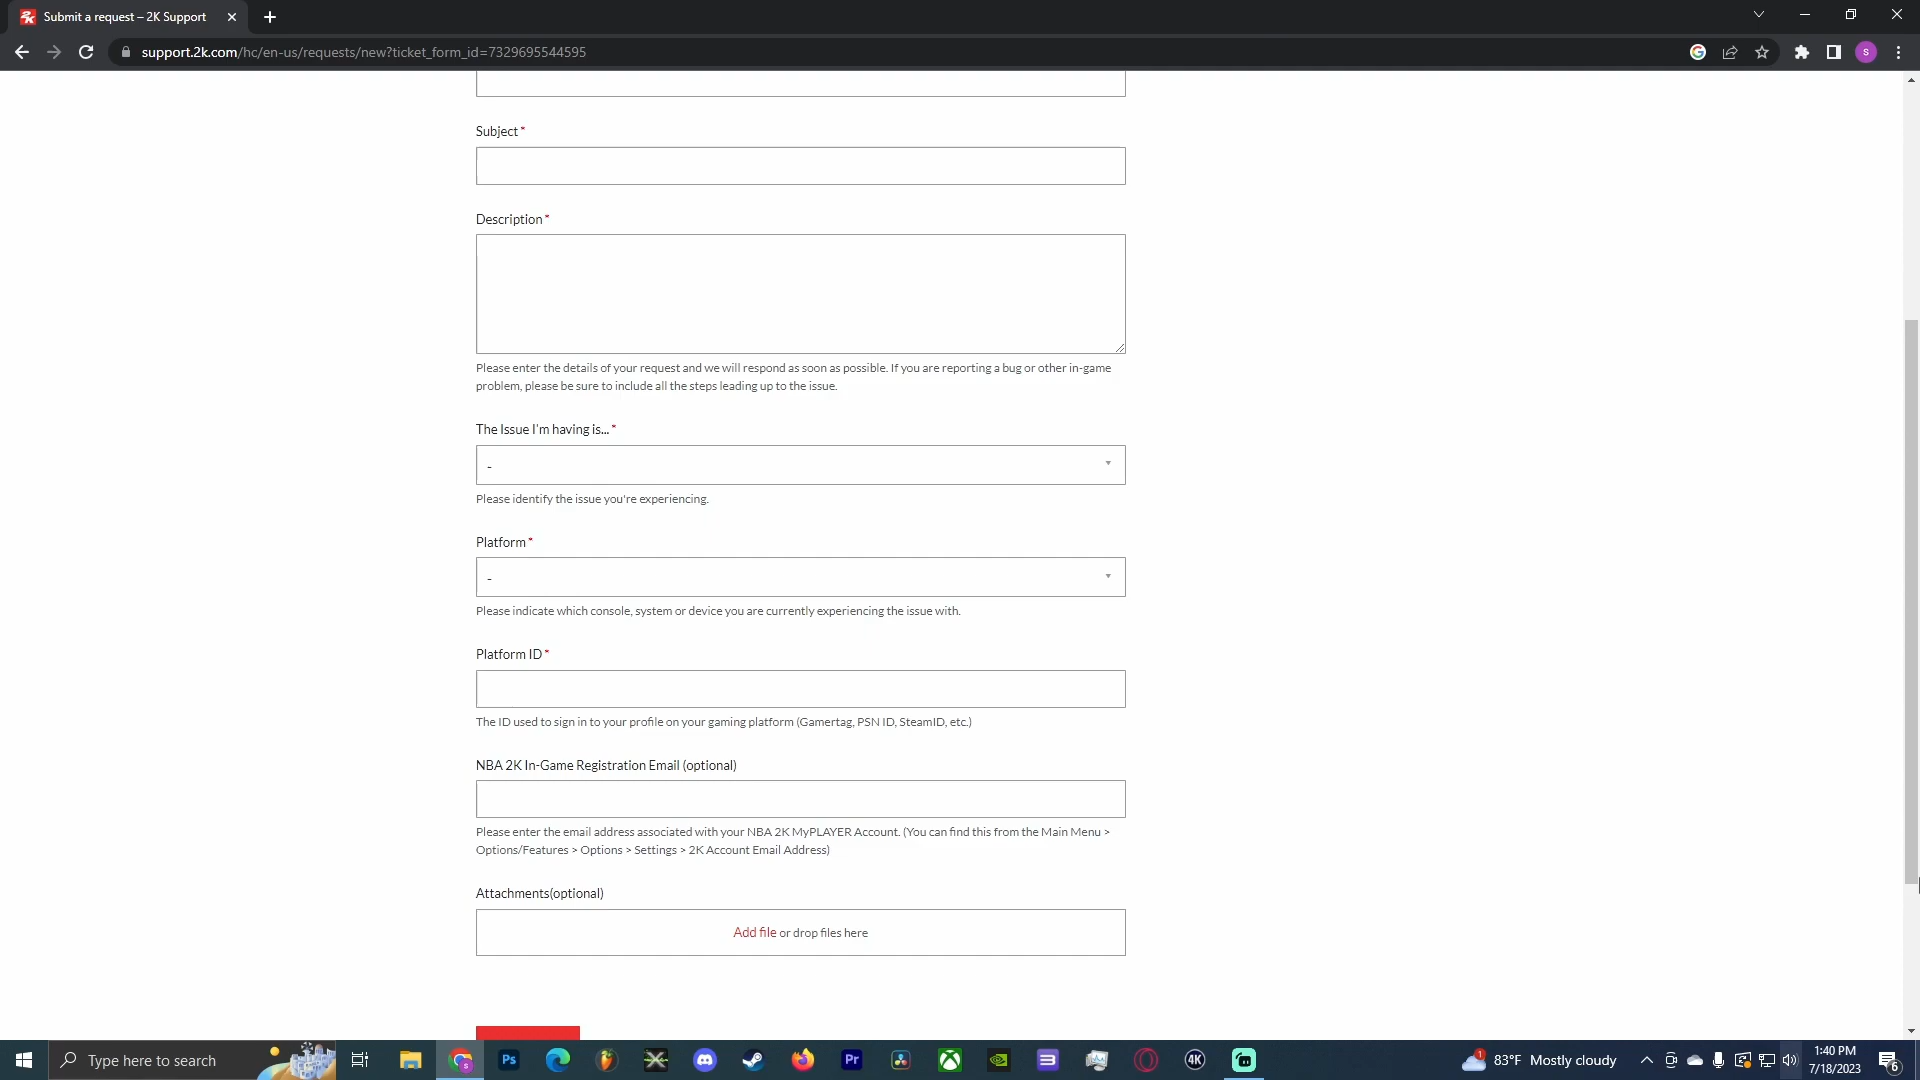 Submit a request – 2K Support
support.2k.com/hc/en-us/requests/new?ticket_form_id=7329695544595
S
Subject*
Description*
Please enter the details of your request and we will respond as soon as possible. If you are reporting a bug or other in-game
problem, please be sure to include all the steps leading up to the issue.
The Issue I'm having is...*
-
Please identify the issue you're experiencing.
Platform*
-
Please indicate which console, system or device you are currently experiencing the issue with.
Platform ID*
The ID used to sign in to your profile on your gaming platform (Gamertag, PSN ID, SteamID, etc.)
NBA 2K In-Game Registration Email (optional)
Please enter the email address associated with your NBA 2K MyPLAYER Account. (You can find this from the Main Menu >
Options/Features > Options > Settings > 2K Account Email Address)
Attachments(optional)
Add file or drop files here
Type here to search
Ps
Pr
4K
1
83°F Mostly cloudy
1:40 PM
7/18/2023
6